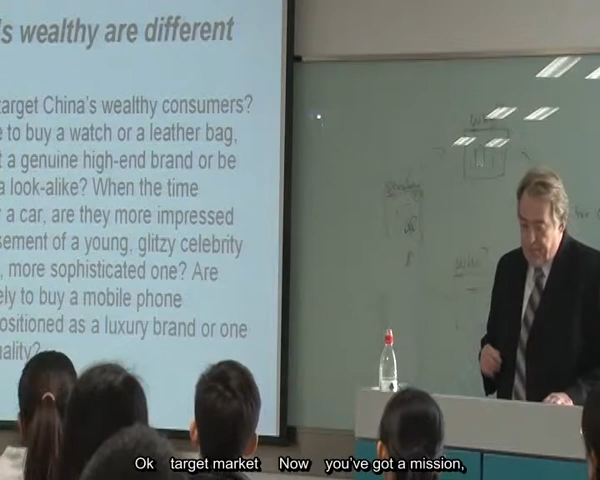 's wealthy are different
target China's wealthy consumers?
e to buy a watch or a leather bag,
t a genuine high-end brand or be
a look-alike? When the time
r a car, are they more impressed
sement of a young, glitzy celebrity
, more sophisticated one? Are
ely to buy a mobile phone
ositioned as a luxury brand or one
uality?
Ok target market Now you've got a mission,